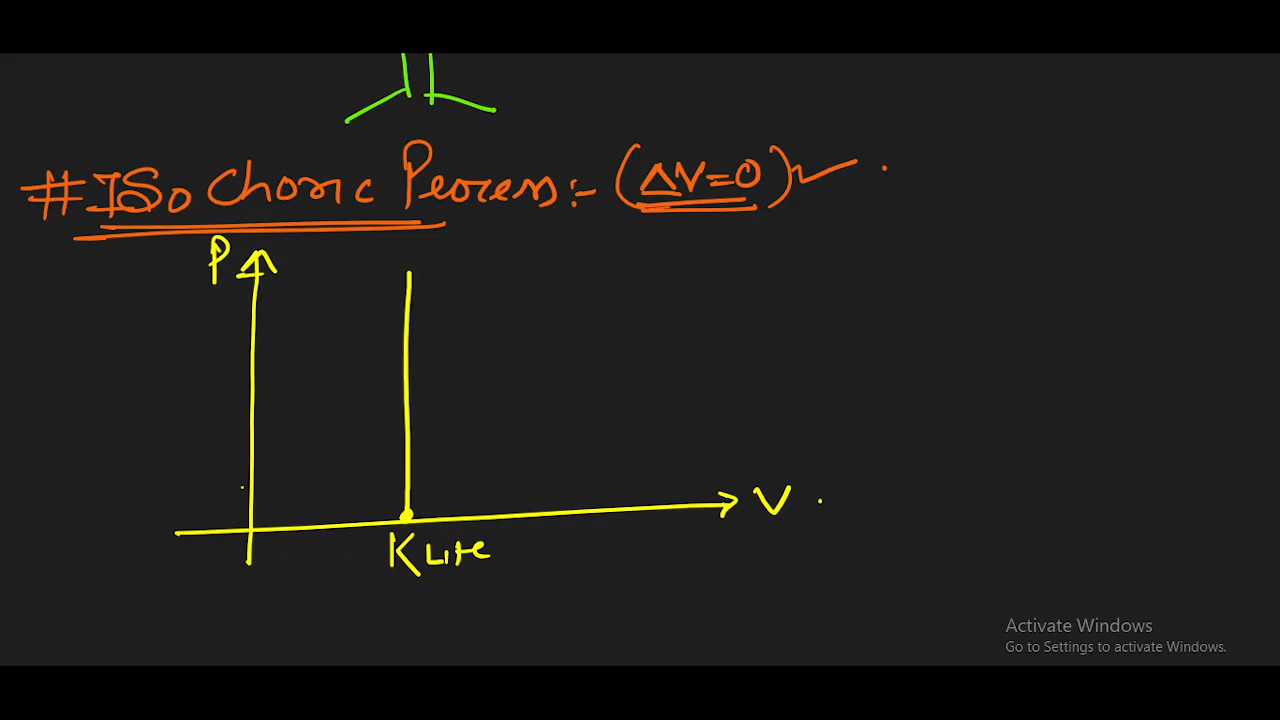 #ISo Choric Process:- (ΔV=0)
P
V
K Lite
Activate Windows
Go to Settings to activate Windows.